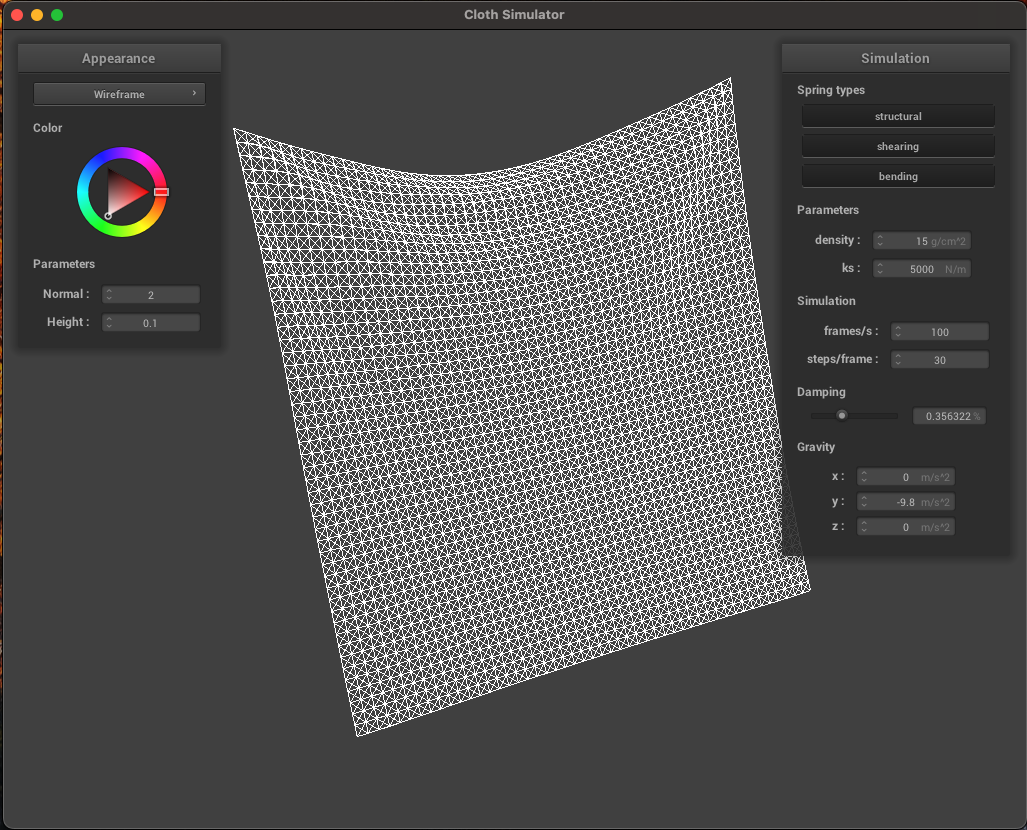 Cloth Simulator
Appearance
Wireframe ›
Color
Parameters
Normal : 2
Height : 0.1
Simulation
Spring types
structural
shearing
bending
Parameters
density : 15 g/cm^2
ks : 5000 N/m
Simulation
frames/s : 100
steps/frame : 30
Damping
0.356322 %
Gravity
x : 0 m/s^2
y : -9.8 m/s^2
z : 0 m/s^2